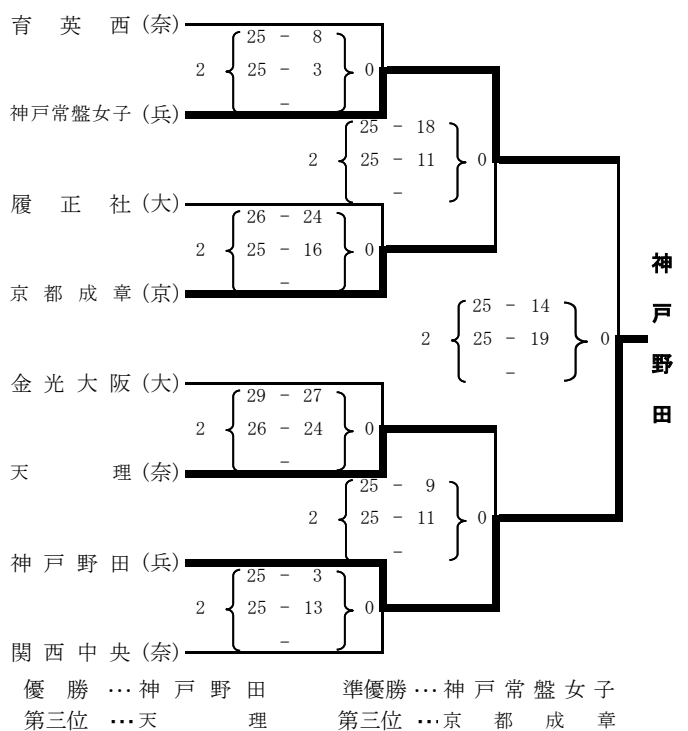 育英西(奈)
25 - 8
2 25 - 3 0
-
神戸常盤女子(兵)
25 - 18
2 25 - 11 0
-
履正社(大)
26 - 24
2 25 - 16 0
-
京都成章(京)
神戸野田
25 - 14
2 25 - 19 0
-
金光大阪(大)
29 - 27
2 26 - 24 0
-
天理(奈)
25 - 9
2 25 - 11 0
-
神戸野田(兵)
25 - 3
2 25 - 13 0
-
関西中央(奈)
優勝…神戸野田 準優勝…神戸常盤女子
第三位…天理 第三位…京都成章